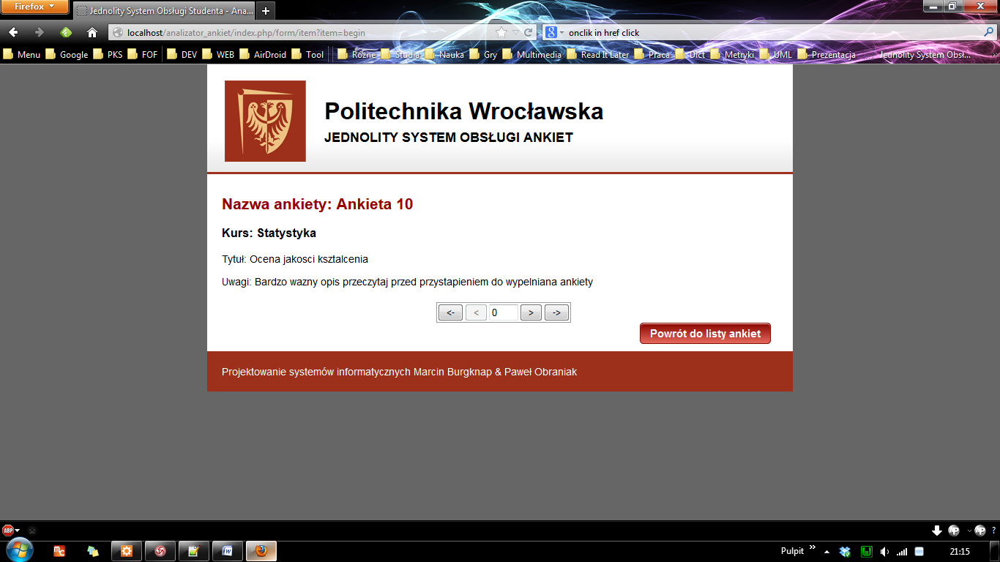 Firefox
Jednolity System Obsługi Studenta - Ana...
localhost/analizator_ankiet/index.php/form/item?item=begin
onclik in href click
Menu Google PKS FOF DEV WEB AirDroid Tool Różne Studia Nauka Gry Multimedia Read It Later Praca Dict Metryki UML Prezentacja Jednolity System Obsł...
Politechnika Wrocławska
JEDNOLITY SYSTEM OBSŁUGI ANKIET
Nazwa ankiety: Ankieta 10
Kurs: Statystyka
Tytuł: Ocena jakosci ksztalcenia
Uwagi: Bardzo wazny opis przeczytaj przed przystapieniem do wypelniana ankiety
<- < 0 > ->
Powrót do listy ankiet
Projektowanie systemów informatycznych Marcin Burgknap & Paweł Obraniak
ABP
Pulpit
21:15